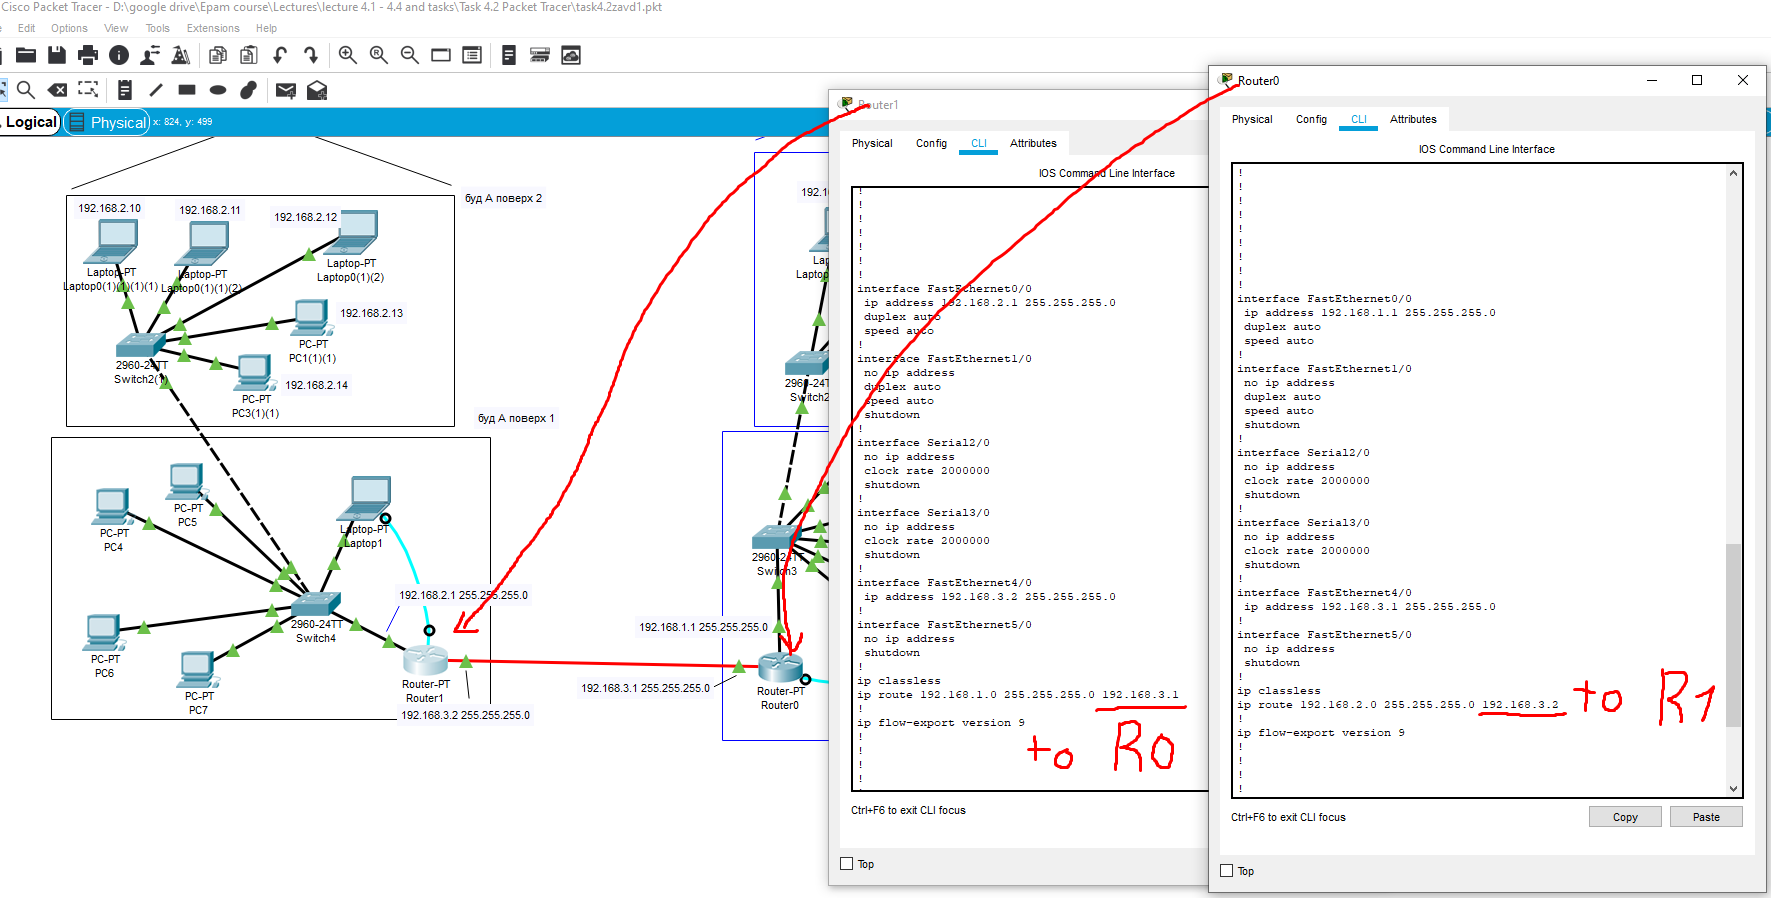 Cisco Packet Tracer - D:\google drive\Epam course\Lectures\lecture 4.1 - 4.4 and tasks\Task 4.2 Packet Tracer\task4.2zavd1.pkt
Edit Options View Tools Extensions Help
Logical Physical x: 824, y: 499
буд А поверх 2
192.168.2.10
192.168.2.11
192.168.2.12
Laptop-PT
Laptop0(1)(1)(1)(1)
Laptop-PT
Laptop0(1)(1)(2)
Laptop-PT
Laptop0(1)(2)
192.168.2.13
PC-PT
PC1(1)(1)
2960-24TT
Switch2(1)
192.168.2.14
PC-PT
PC3(1)(1)
буд А поверх 1
PC-PT
PC5
PC-PT
PC4
Laptop-PT
Laptop1
192.168.2.1 255.255.255.0
2960-24TT
Switch4
PC-PT
PC6
PC-PT
PC7
Router-PT
Router1
192.168.3.2 255.255.255.0
192.168.1.1 255.255.255.0
192.168.3.1 255.255.255.0
Router-PT
Router0
2960-24TT
Switch3
Router1
Physical Config CLI Attributes
IOS Command Line Interface
!
!
!
!
!
!
!
interface FastEthernet0/0
ip address 192.168.2.1 255.255.255.0
duplex auto
speed auto
!
interface FastEthernet1/0
no ip address
duplex auto
speed auto
shutdown
!
interface Serial2/0
no ip address
clock rate 2000000
shutdown
!
interface Serial3/0
no ip address
clock rate 2000000
shutdown
!
interface FastEthernet4/0
ip address 192.168.3.2 255.255.255.0
!
interface FastEthernet5/0
no ip address
shutdown
!
ip classless
ip route 192.168.1.0 255.255.255.0 192.168.3.1
!
ip flow-export version 9
!
!
!
!
!
to R0
Ctrl+F6 to exit CLI focus
Top
Router0
Physical Config CLI Attributes
IOS Command Line Interface
!
!
!
!
!
!
!
!
!
interface FastEthernet0/0
ip address 192.168.1.1 255.255.255.0
duplex auto
speed auto
!
interface FastEthernet1/0
no ip address
duplex auto
speed auto
shutdown
!
interface Serial2/0
no ip address
clock rate 2000000
shutdown
!
interface Serial3/0
no ip address
clock rate 2000000
shutdown
!
interface FastEthernet4/0
ip address 192.168.3.1 255.255.255.0
!
interface FastEthernet5/0
no ip address
shutdown
!
ip classless
ip route 192.168.2.0 255.255.255.0 192.168.3.2
to R1
!
ip flow-export version 9
!
!
!
!
Ctrl+F6 to exit CLI focus
Copy Paste
Top